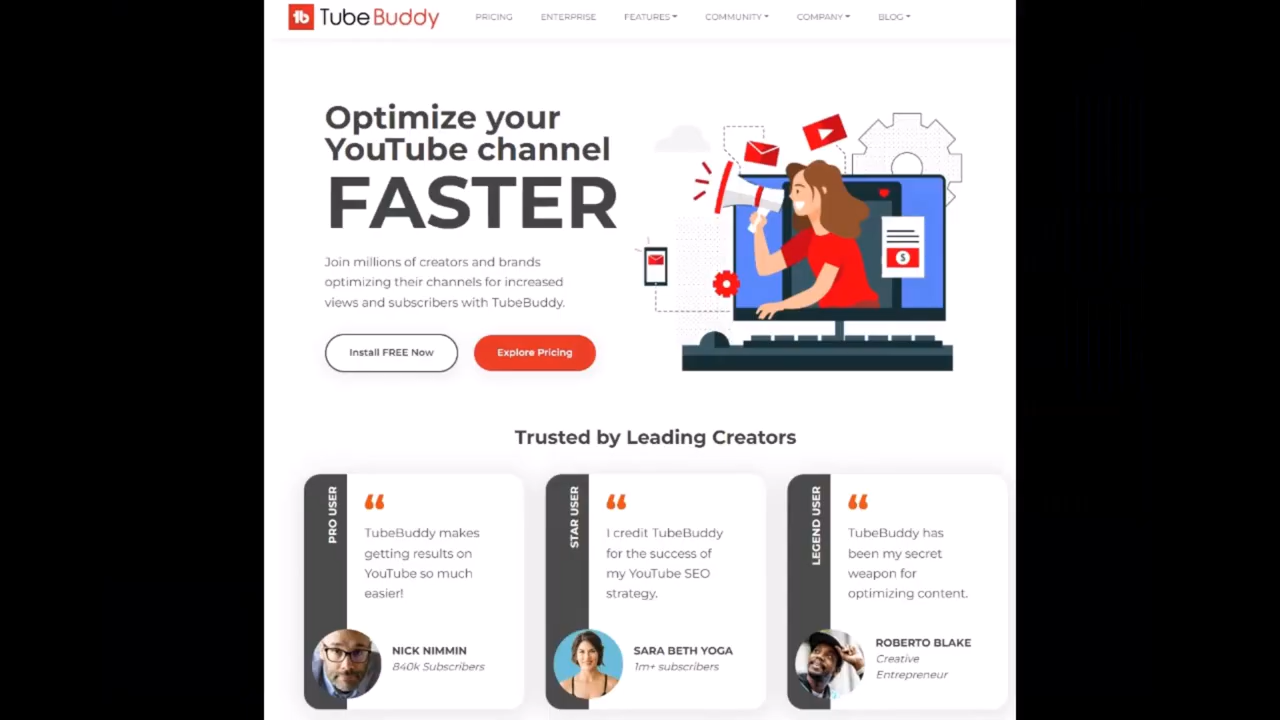 tb TubeBuddy PRICING ENTERPRISE FEATURES COMMUNITY COMPANY BLOG
Optimize your
YouTube channel
FASTER
Join millions of creators and brands
optimizing their channels for increased
views and subscribers with TubeBuddy.
Install FREE Now Explore Pricing
$
Trusted by Leading Creators
PRO USER
“
TubeBuddy makes
getting results on
YouTube so much
easier!
NICK NIMMIN
840k Subscribers
STAR USER
“
I credit TubeBuddy
for the success of
my YouTube SEO
strategy.
SARA BETH YOGA
1m+ subscribers
LEGEND USER
“
TubeBuddy has
been my secret
weapon for
optimizing content.
ROBERTO BLAKE
Creative
Entrepreneur